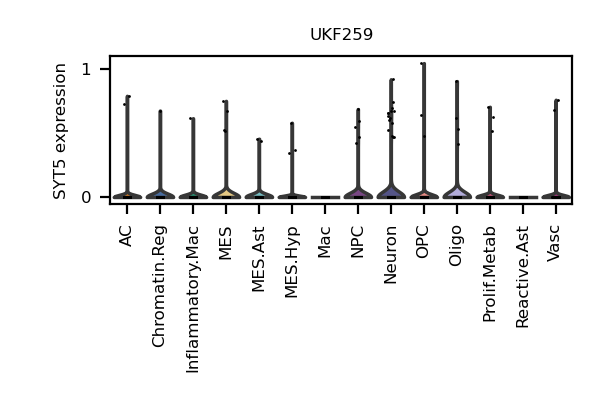 UKF259
SYT5 expression
1
0
AC
Chromatin.Reg
Inflammatory.Mac
MES
MES.Ast
MES.Hyp
Mac
NPC
Neuron
OPC
Oligo
Prolif.Metab
Reactive.Ast
Vasc